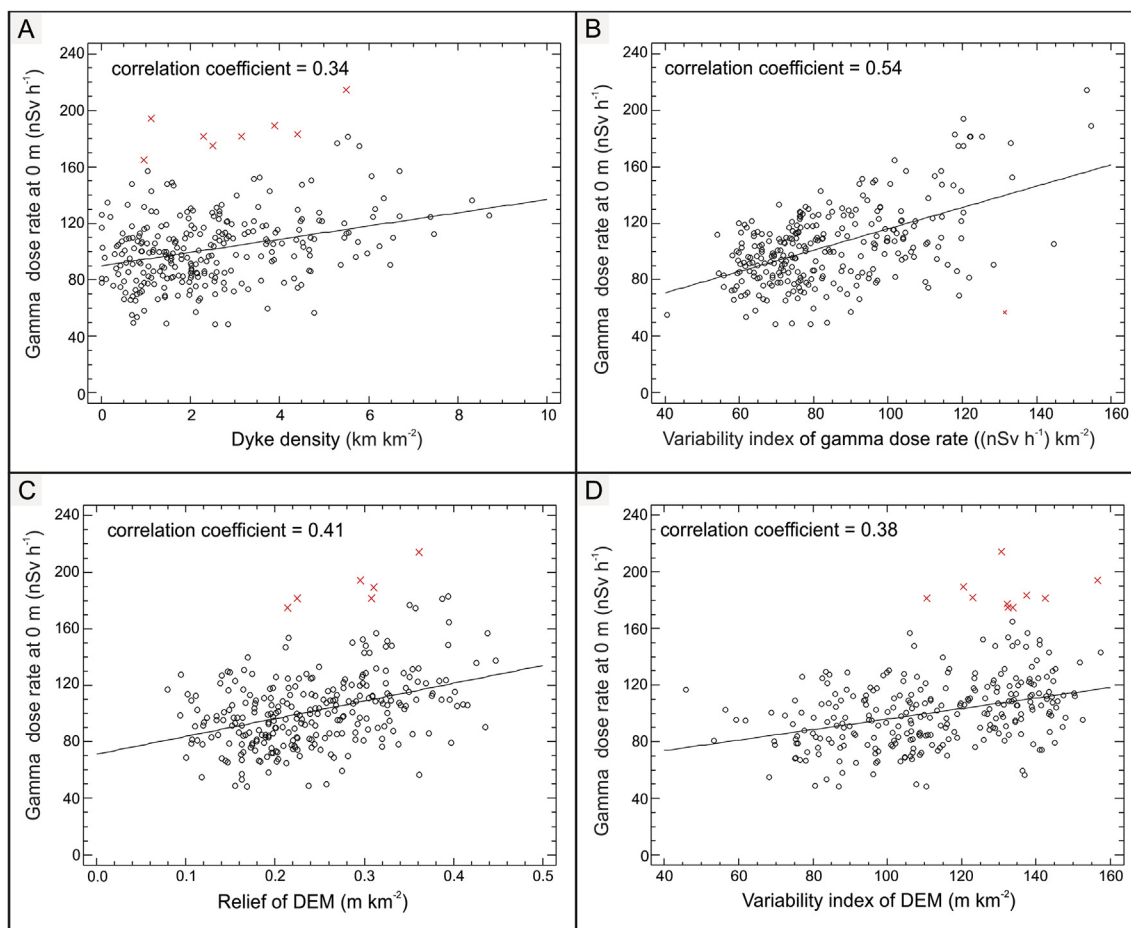 A
correlation coefficient = 0.34
Gamma dose rate at 0 m (nSv h⁻¹)
240
200
160
120
80
40
0
0 2 4 6 8 10
Dyke density (km km⁻²)
B
correlation coefficient = 0.54
Gamma dose rate at 0 m (nSv h⁻¹)
240
200
160
120
80
40
0
40 60 80 100 120 140 160
Variability index of gamma dose rate ((nSv h⁻¹) km⁻²)
C
correlation coefficient = 0.41
Gamma dose rate at 0 m (nSv h⁻¹)
240
200
160
120
80
40
0
0.0 0.1 0.2 0.3 0.4 0.5
Relief of DEM (m km⁻²)
D
correlation coefficient = 0.38
Gamma dose rate at 0 m (nSv h⁻¹)
240
200
160
120
80
40
0
40 60 80 100 120 140 160
Variability index of DEM (m km⁻²)